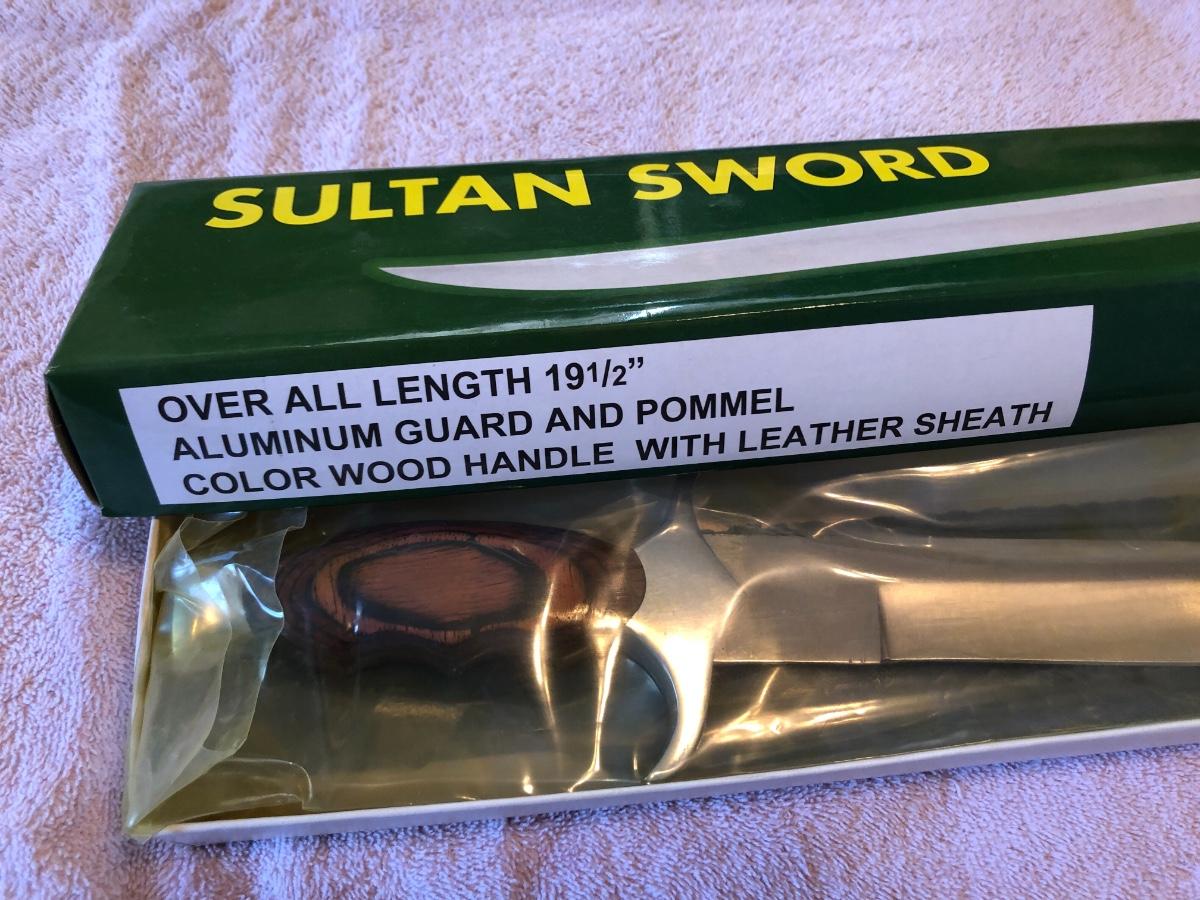 SULTAN SWORD
OVER ALL LENGTH 191/2”
ALUMINUM GUARD AND POMMEL
COLOR WOOD HANDLE WITH LEATHER SHEATH